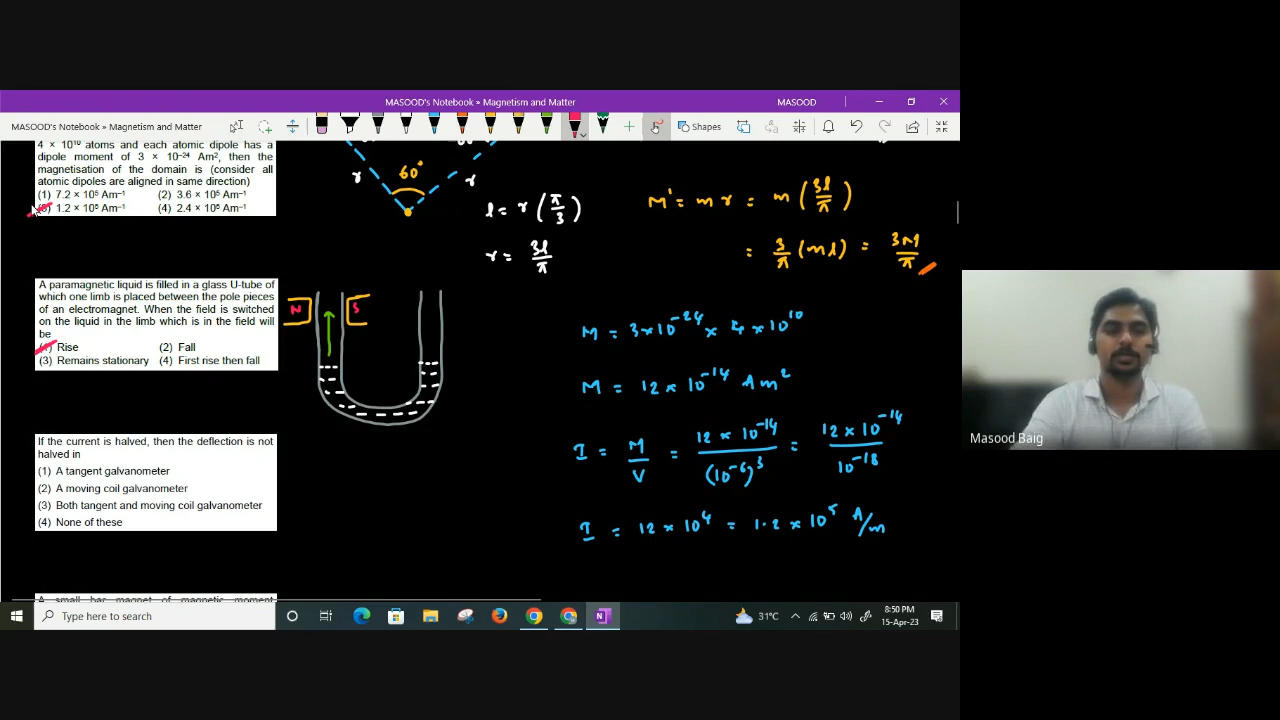 MASOOD's Notebook » Magnetism and Matter
MASOOD
MASOOD's Notebook » Magnetism and Matter
Shapes
4 × 10¹⁰ atoms and each atomic dipole has a
dipole moment of 3 × 10⁻²⁴ Am², then the
magnetisation of the domain is (consider all
atomic dipoles are aligned in same direction)
(2) 3.6 × 10⁵ Am⁻¹
1.2 × 10⁵ Am⁻¹ (4) 2.4 × 10⁵ Am⁻¹
r 60° r
l = r (π/3)
r = 3l/π
M' = m r = m (3l/π)
= 3/π (ml) = 3M/π
A paramagnetic liquid is filled in a glass U-tube of
which one limb is placed between the pole pieces
of an electromagnet. When the field is switched
on the liquid in the limb which is in the field will
be
Rise (2) Fall
(3) Remains stationary (4) First rise then fall
N S
M = 3×10⁻²⁴ × 4×10¹⁰
M = 12 × 10⁻¹⁴ Am²
I = M/V = 12 × 10⁻¹⁴/(10⁻⁶)³ = 12 × 10⁻¹⁴/10⁻¹⁸
I = 12 × 10⁴ = 1.2 × 10⁵ A/m
If the current is halved, then the deflection is not
halved in
(1) A tangent galvanometer
(2) A moving coil galvanometer
(3) Both tangent and moving coil galvanometer
(4) None of these
A small bar magnet of magnetic moment
Masood Baig
Type here to search
31°C
8:50 PM
15-Apr-23